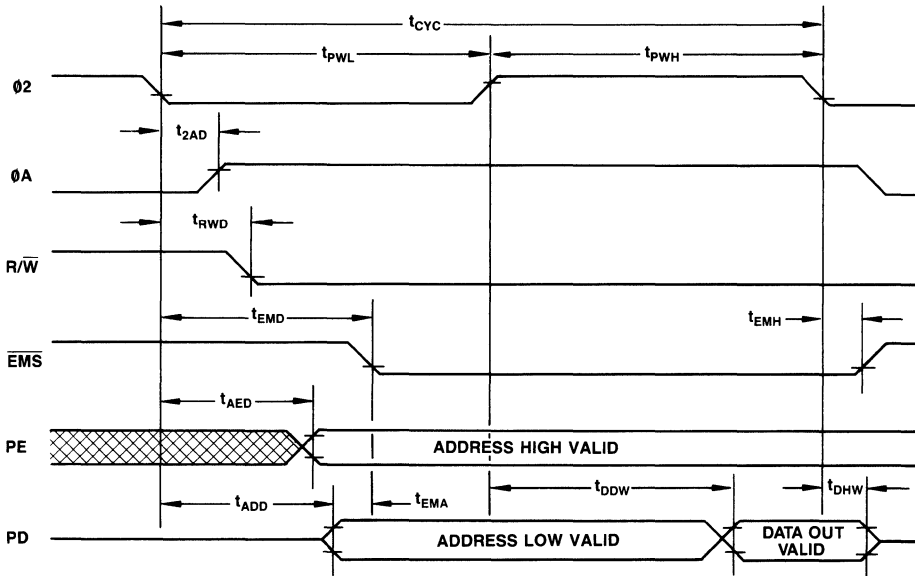 tCYC
tPWL tPWH
Ø2
t2AD
ØA
tRWD
R/W̅
tEMD tEMH
E̅M̅S̅
tAED
PE ADDRESS HIGH VALID
tADD tEMA tDDW tDHW
PD ADDRESS LOW VALID DATA OUT
VALID